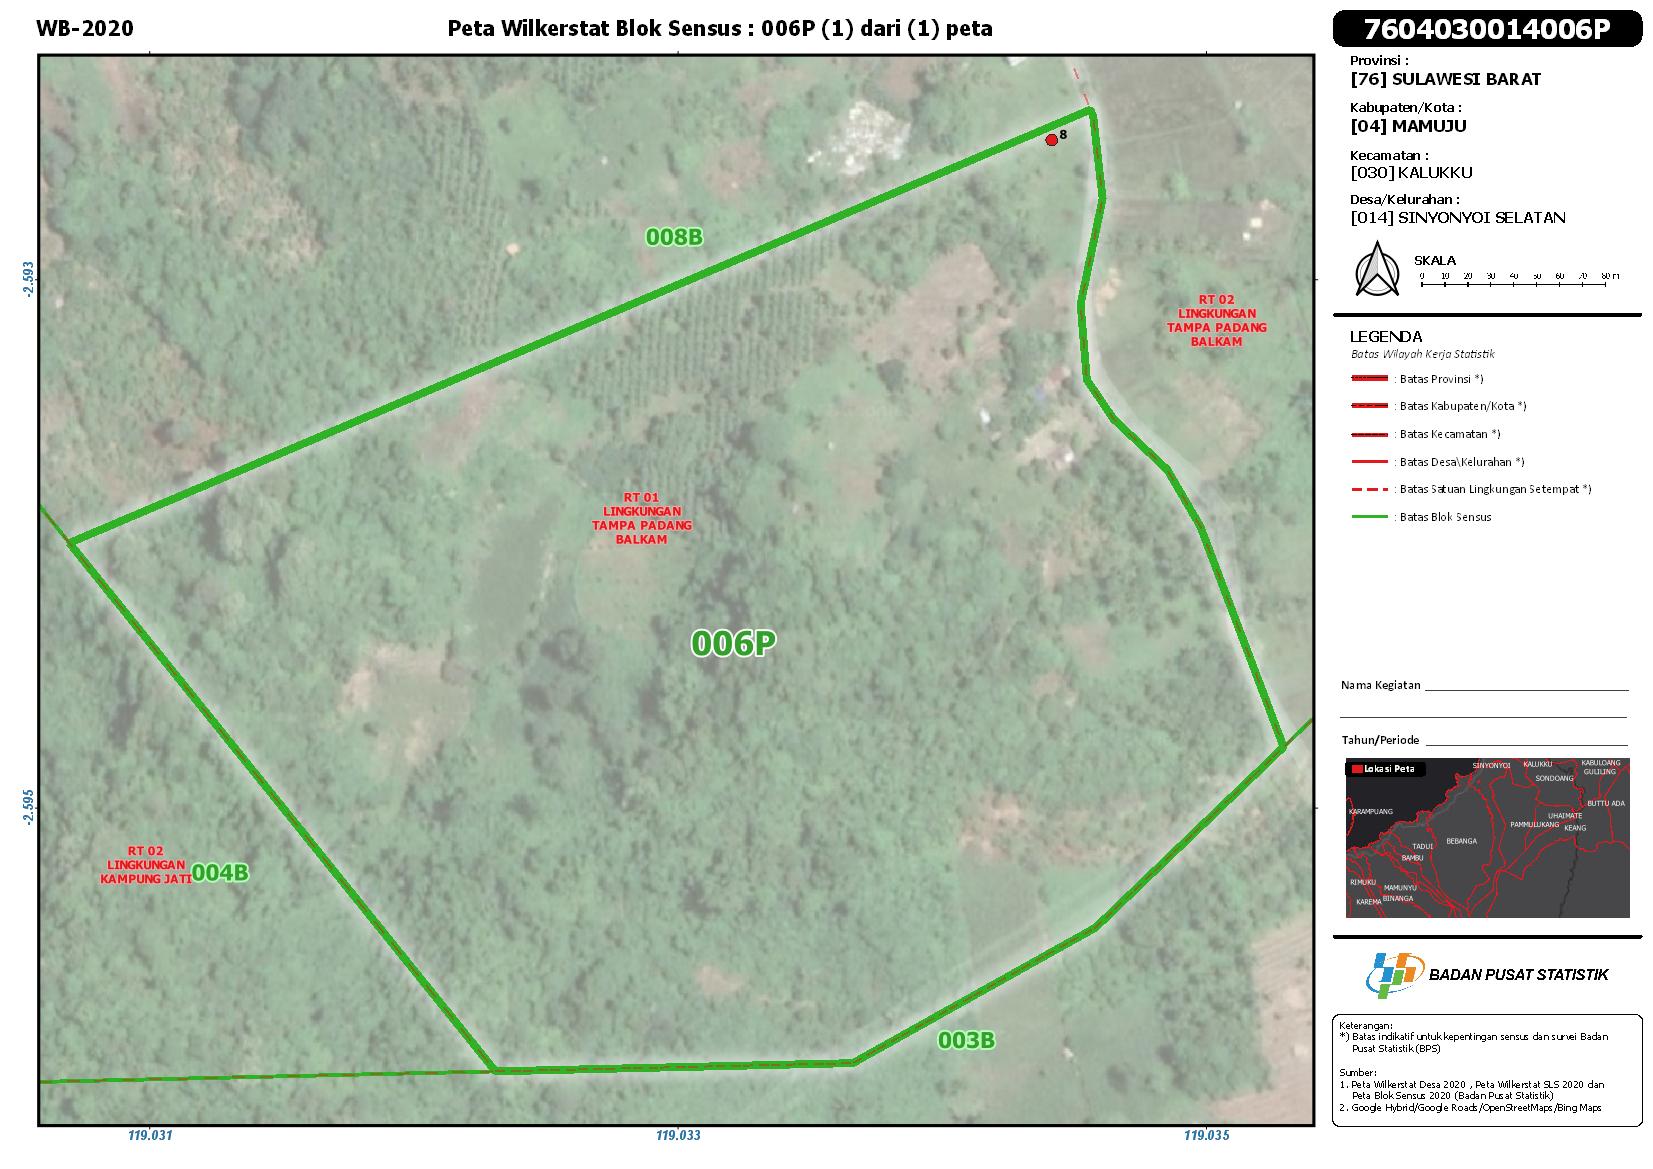 WB-2020
Peta Wilkerstat Blok Sensus : 006P (1) dari (1) peta
7604030014006P
Provinsi :
[76] SULAWESI BARAT
Kabupaten/Kota :
[04] MAMUJU
Kecamatan :
[030] KALUKKU
Desa/Kelurahan :
[014] SINYONYOI SELATAN
SKALA
0 10 20 30 40 50 60 70 80 m
LEGENDA
Batas Wilayah Kerja Statistik
: Batas Provinsi *)
: Batas Kabupaten/Kota *)
: Batas Kecamatan *)
: Batas Desa\Kelurahan *)
: Batas Satuan Lingkungan Setempat *)
: Batas Blok Sensus
Nama Kegiatan
Tahun/Periode
Lokasi Peta
SINYONYOI
KALUKKU
KABULOANG
GULILING
SONDOANG
BUTTU ADA
KARAMPUANG
UHAIMATE
PAMMULUKANG
KEANG
BEBANGA
TADUI
BAMBU
RIMUKU
MAMUNYU
BINANGA
KAREMA
BADAN PUSAT STATISTIK
Keterangan:
*) Batas indikatif untuk kepentingan sensus dan survei Badan
Pusat Statistik (BPS)
Sumber:
1. Peta Wilkerstat Desa 2020 , Peta Wilkerstat SLS 2020 dan
Peta Blok Sensus 2020 (Badan Pusat Statistik)
2. Google Hybrid/Google Roads/OpenStreetMaps/Bing Maps
8
008B
RT 02
LINGKUNGAN
TAMPA PADANG
BALKAM
RT 01
LINGKUNGAN
TAMPA PADANG
BALKAM
006P
RT 02
LINGKUNGAN
KAMPUNG JATI
004B
003B
-2.593
-2.595
119.031
119.033
119.035